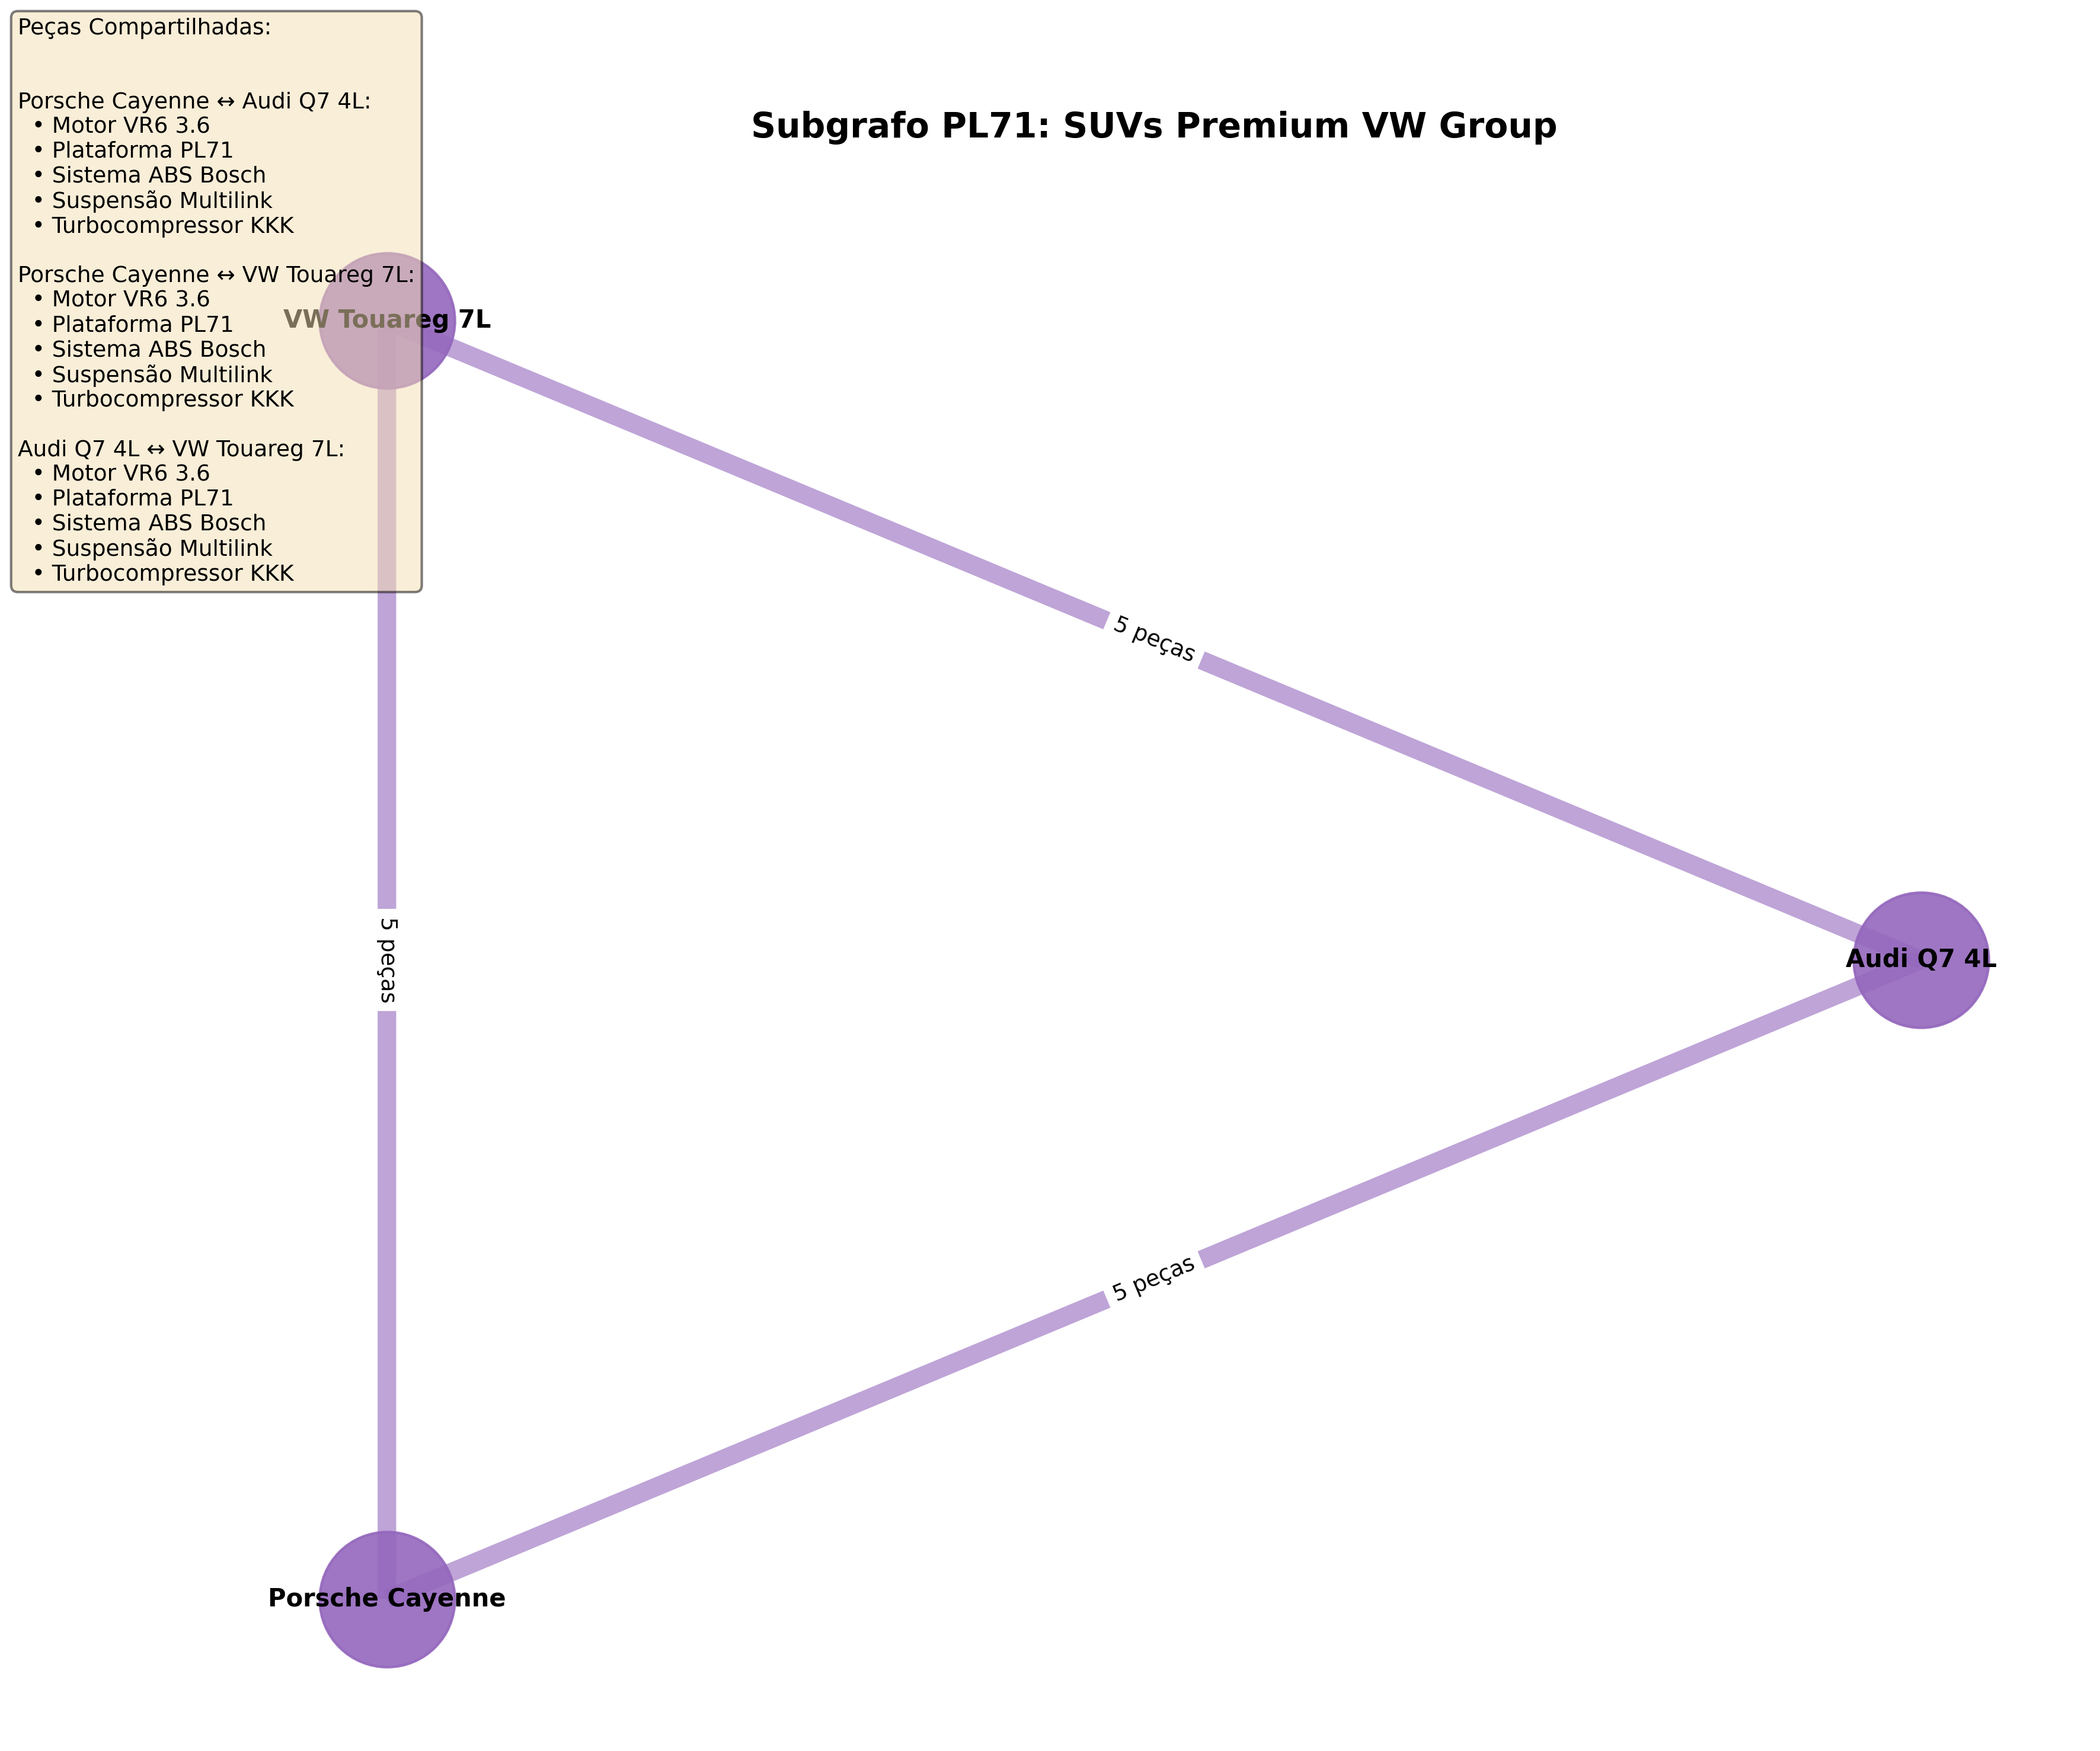 Peças Compartilhadas:
Porsche Cayenne ↔ Audi Q7 4L:
• Motor VR6 3.6
• Plataforma PL71
• Sistema ABS Bosch
• Suspensão Multilink
• Turbocompressor KKK
Porsche Cayenne ↔ VW Touareg 7L:
• Motor VR6 3.6
• Plataforma PL71
• Sistema ABS Bosch
• Suspensão Multilink
• Turbocompressor KKK
Audi Q7 4L ↔ VW Touareg 7L:
• Motor VR6 3.6
• Plataforma PL71
• Sistema ABS Bosch
• Suspensão Multilink
• Turbocompressor KKK
Subgrafo PL71: SUVs Premium VW Group
VW Touareg 7L
5 peças
5 peças
Audi Q7 4L
5 peças
Porsche Cayenne